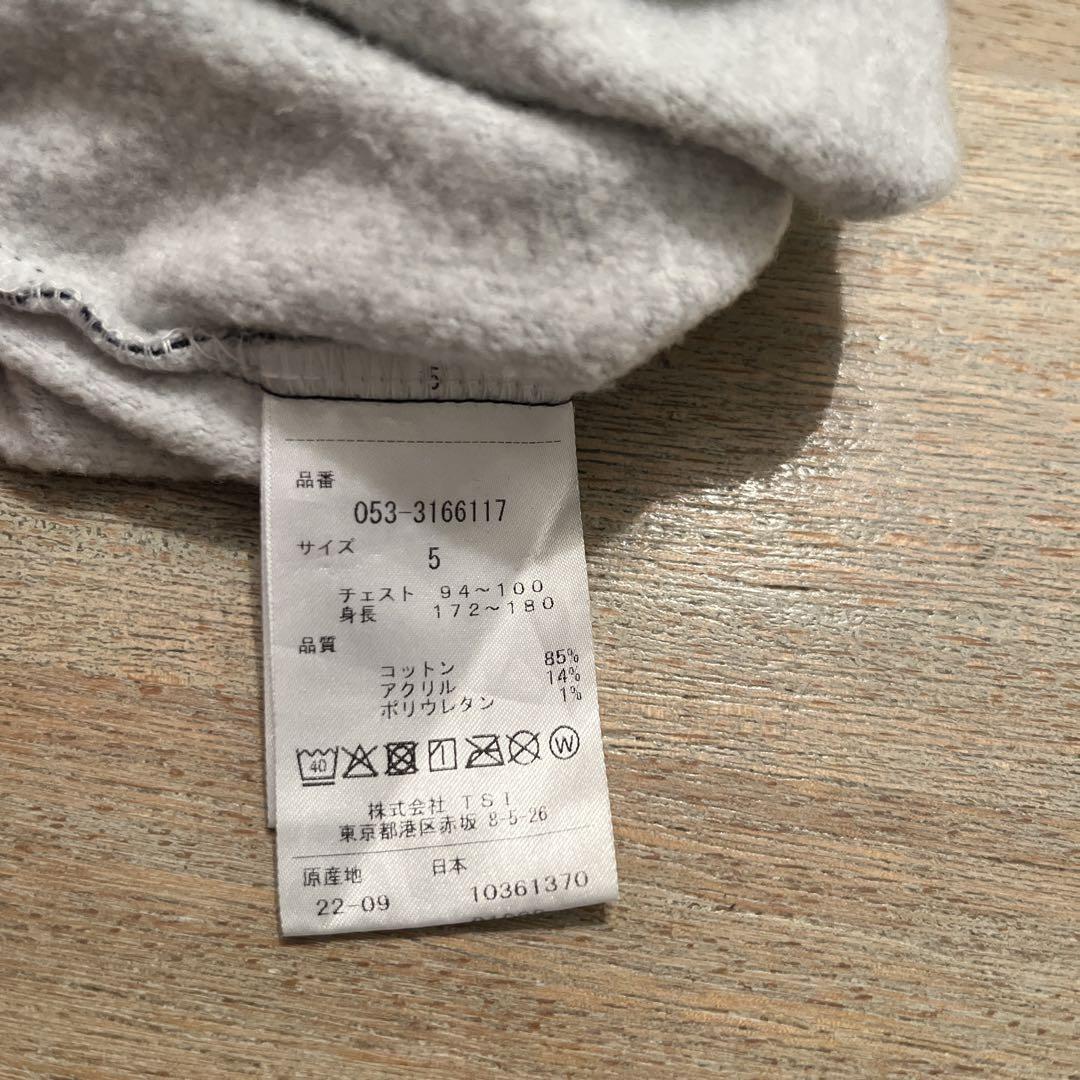 5
品番
053-3166117
サイズ
5
チェスト 94~100
身長 172~180
品質
コットン 85%
アクリル 14%
ポリウレタン 1%
40 W
株式会社 TSI
東京都港区赤坂 8-5-26
原産地 日本
22-09 10361370